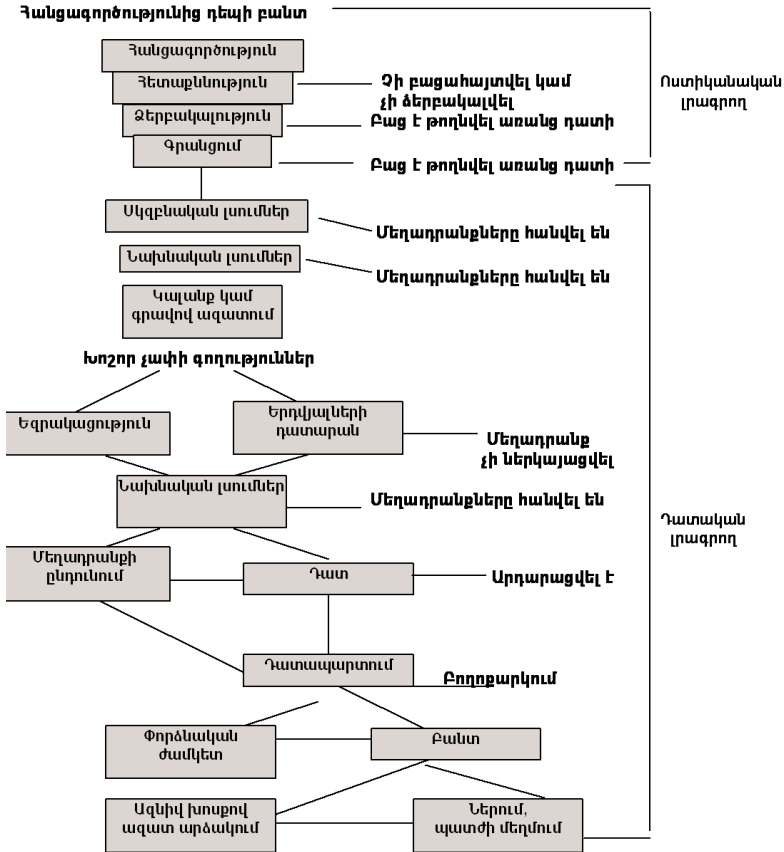 Հանցագործությունից դեպի բանտ
Հանցագործություն
Հետաքննություն
Չի բացահայտվել կամ
չի ձերբակալվել
Ոստիկանական
լրագրող
Ձերբակալություն
Բաց է թողնվել առանց դատի
Գրանցում
Բաց է թողնվել առանց դատի
Սկզբնական լսումներ
Մեղադրանքները հանվել են
Նախնական լսումներ
Մեղադրանքները հանվել են
Կալանք կամ
գրավով ազատում
Խոշոր չափի գողություններ
Եզրակացություն
Երդվյալների
դատարան
Մեղադրանք
չի ներկայացվել
Նախնական լսումներ
Մեղադրանքները հանվել են
Դատական
լրագրող
Մեղադրանքի
ընդունում
Դատ
Արդարացվել է
Դատապարտում
Բողոքարկում
Փորձնական
ժամկետ
Բանտ
Ազնիվ խոսքով
ազատ արձակում
Ներում,
պատժի մեղմում